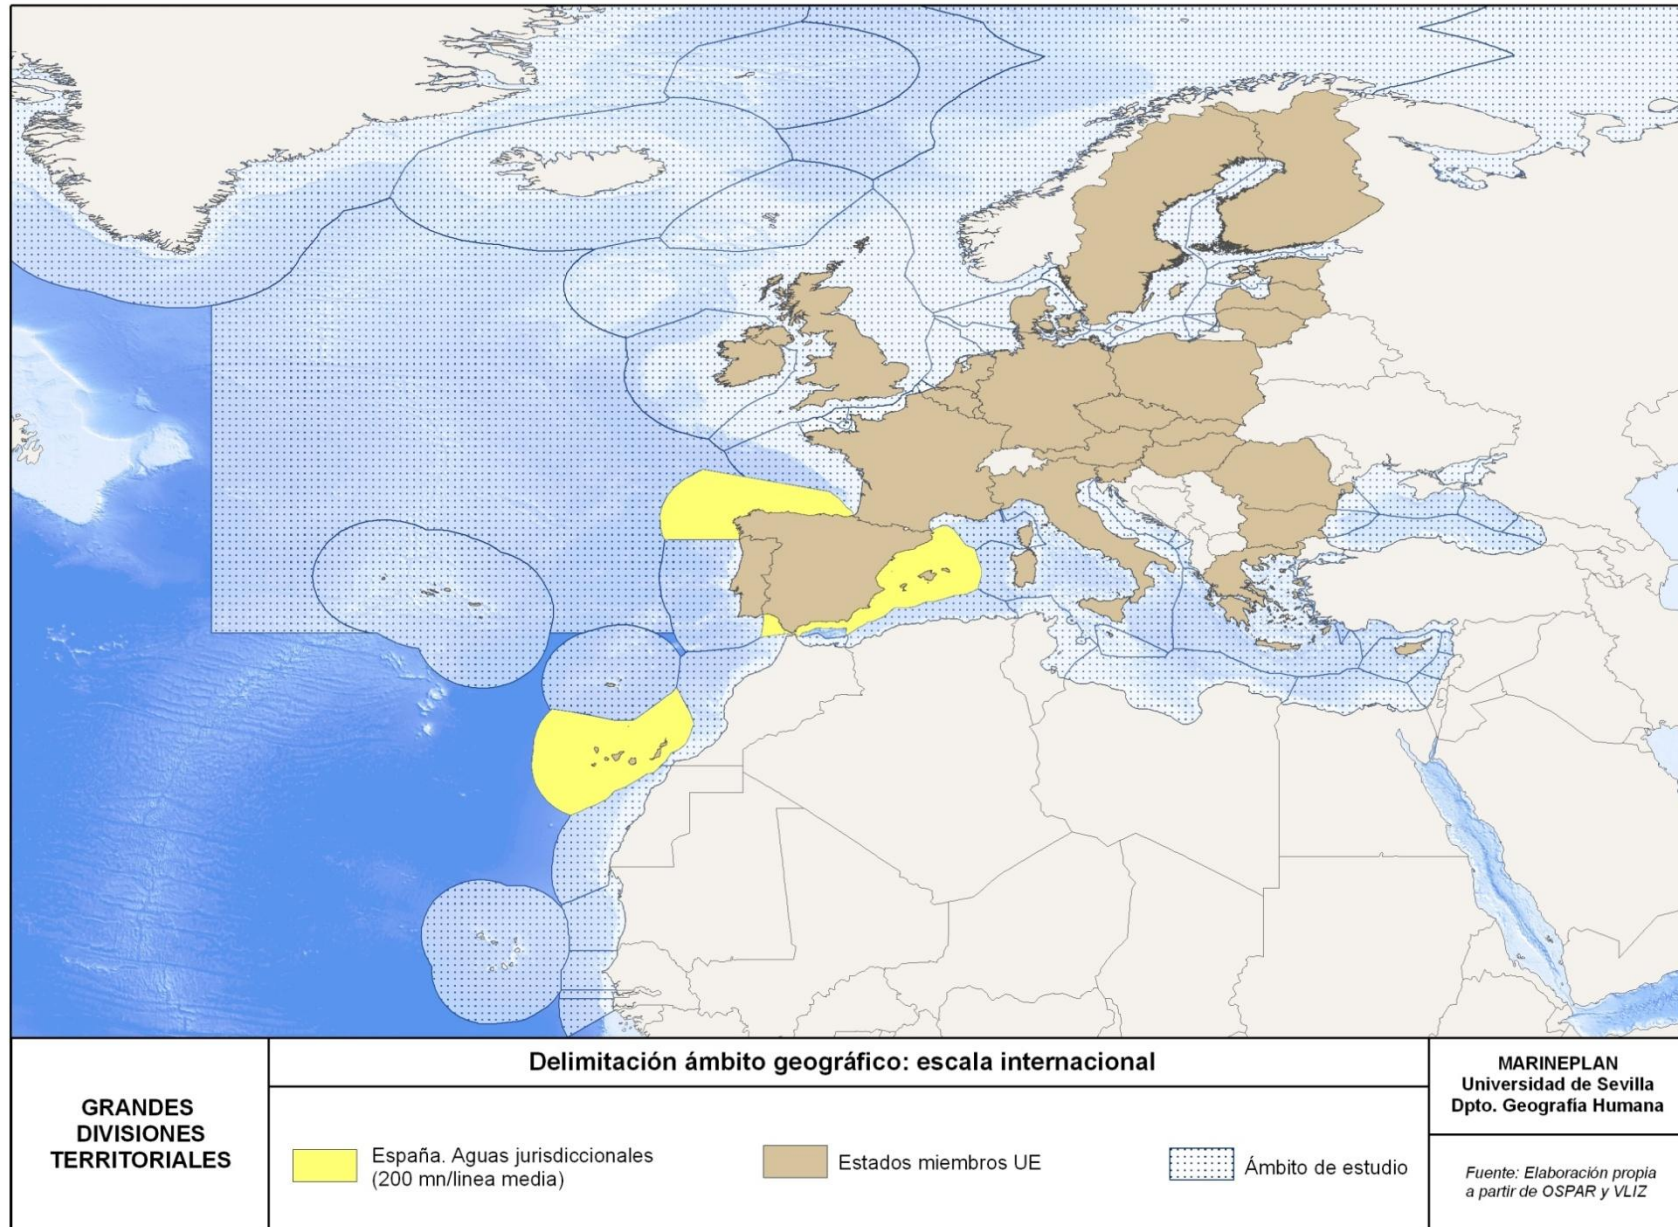 Delimitación ámbito geográfico: escala internacional
GRANDES
DIVISIONES
TERRITORIALES
España. Aguas jurisdiccionales
(200 mn/linea media)
Estados miembros UE
Ámbito de estudio
MARINEPLAN
Universidad de Sevilla
Dpto. Geografía Humana
Fuente: Elaboración propia
a partir de OSPAR y VLIZ